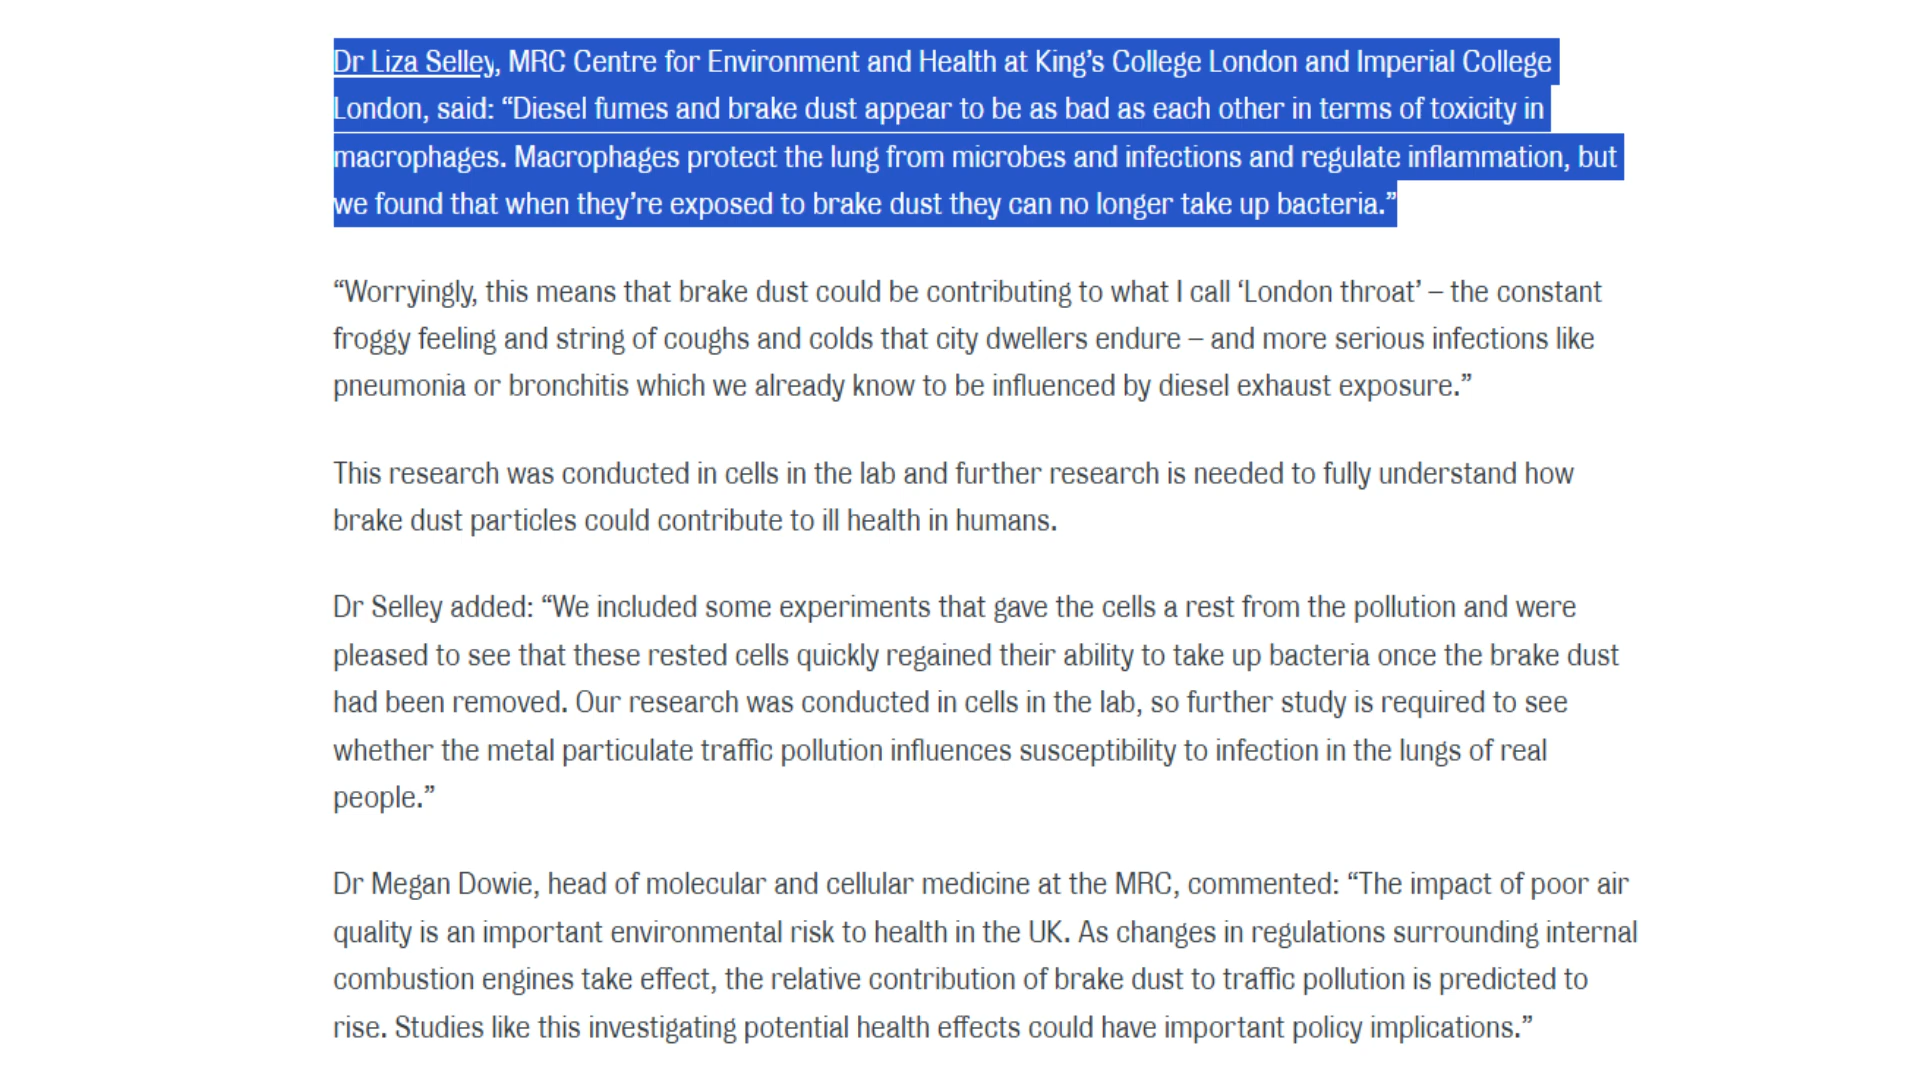 Dr Liza Selley, MRC Centre for Environment and Health at King’s College London and Imperial College
London, said: “Diesel fumes and brake dust appear to be as bad as each other in terms of toxicity in
macrophages. Macrophages protect the lung from microbes and infections and regulate inflammation, but
we found that when they’re exposed to brake dust they can no longer take up bacteria.”
“Worryingly, this means that brake dust could be contributing to what I call ‘London throat’ – the constant
froggy feeling and string of coughs and colds that city dwellers endure – and more serious infections like
pneumonia or bronchitis which we already know to be influenced by diesel exhaust exposure.”
This research was conducted in cells in the lab and further research is needed to fully understand how
brake dust particles could contribute to ill health in humans.
Dr Selley added: “We included some experiments that gave the cells a rest from the pollution and were
pleased to see that these rested cells quickly regained their ability to take up bacteria once the brake dust
had been removed. Our research was conducted in cells in the lab, so further study is required to see
whether the metal particulate traffic pollution influences susceptibility to infection in the lungs of real
people.”
Dr Megan Dowie, head of molecular and cellular medicine at the MRC, commented: “The impact of poor air
quality is an important environmental risk to health in the UK. As changes in regulations surrounding internal
combustion engines take effect, the relative contribution of brake dust to traffic pollution is predicted to
rise. Studies like this investigating potential health effects could have important policy implications.”